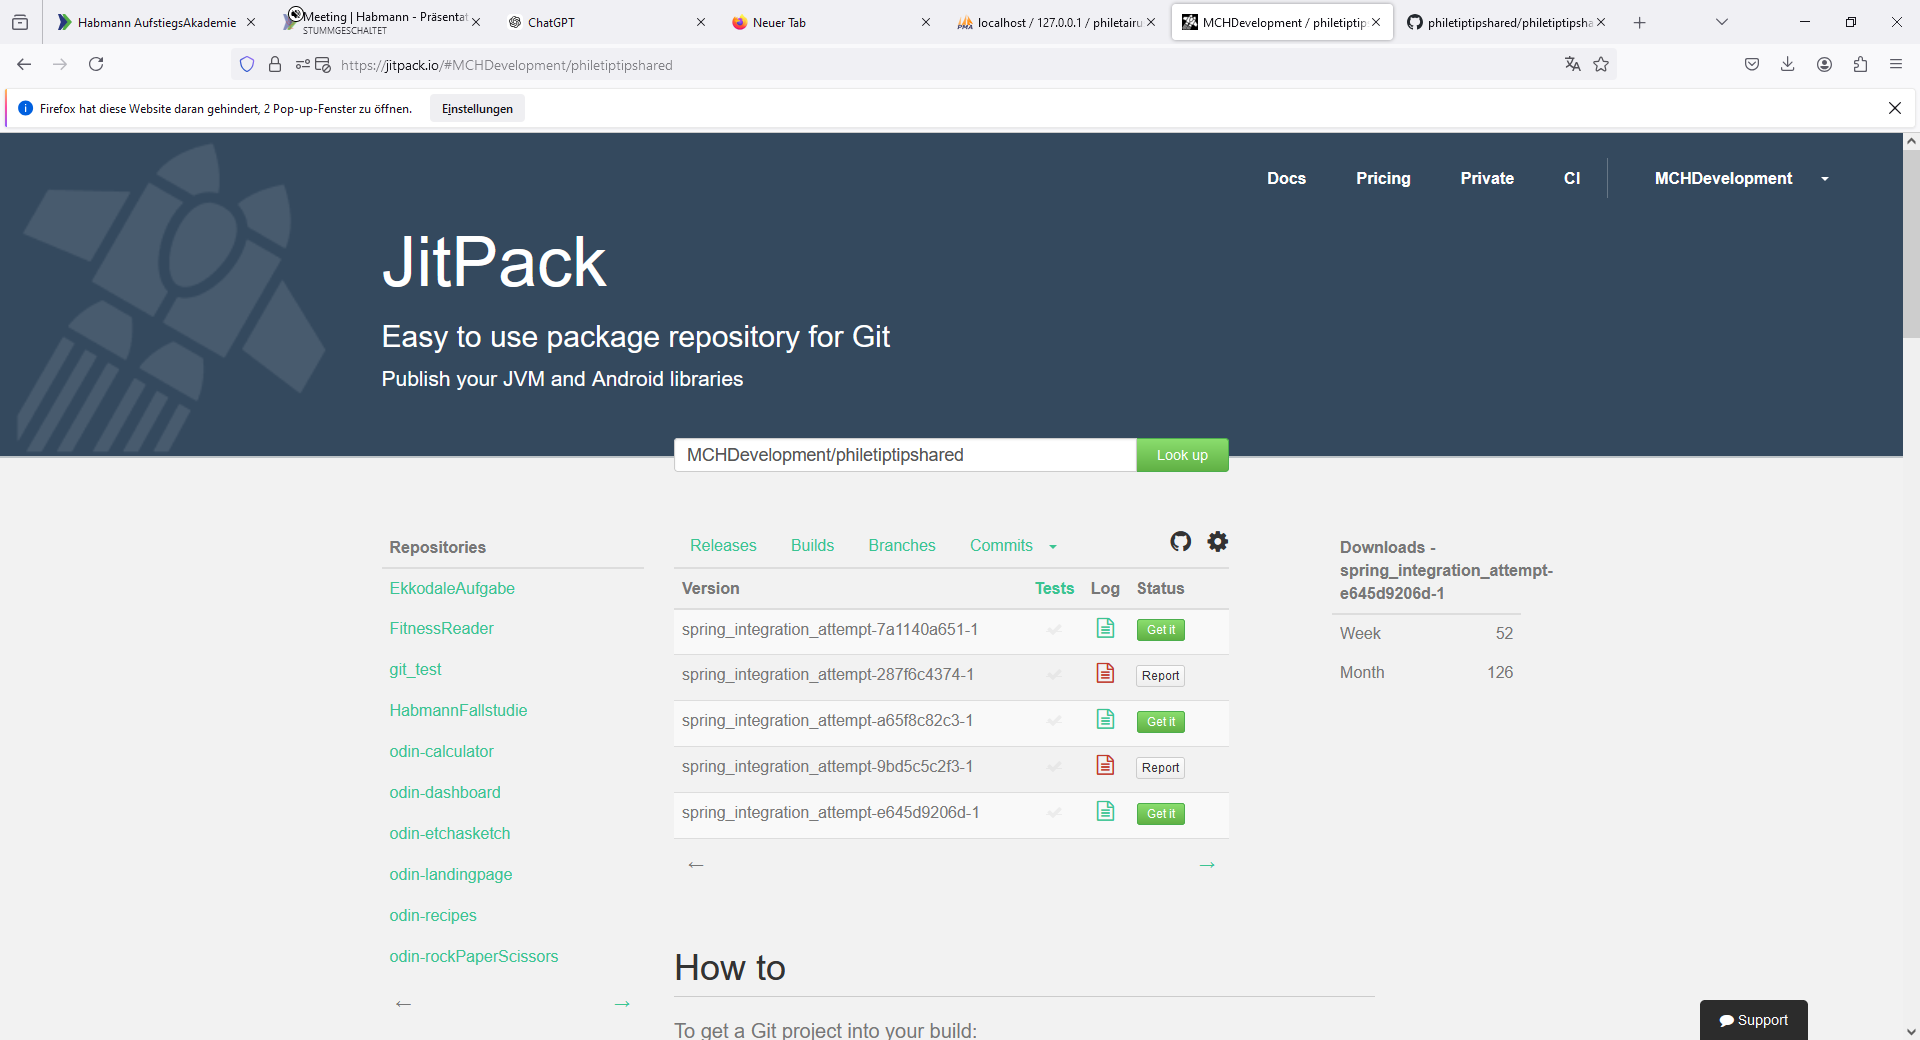 Habmann AufstiegsAkademie
Meeting | Habmann - Präsentat
STUMMGESCHALTET
ChatGPT
Neuer Tab
localhost / 127.0.0.1 / philetairu
MCHDevelopment / philetiptip
philetiptipshared/philetiptipsha
https://jitpack.io/#MCHDevelopment/philetiptipshared
Firefox hat diese Website daran gehindert, 2 Pop-up-Fenster zu öffnen.
Einstellungen
Docs
Pricing
Private
CI
MCHDevelopment
JitPack
Easy to use package repository for Git
Publish your JVM and Android libraries
MCHDevelopment/philetiptipshared
Look up
Repositories
EkkodaleAufgabe
FitnessReader
git_test
HabmannFallstudie
odin-calculator
odin-dashboard
odin-etchasketch
odin-landingpage
odin-recipes
odin-rockPaperScissors
← →
Releases
Builds
Branches
Commits
Version Tests Log Status
spring_integration_attempt-7a1140a651-1 Get it
spring_integration_attempt-287f6c4374-1 Report
spring_integration_attempt-a65f8c82c3-1 Get it
spring_integration_attempt-9bd5c5c2f3-1 Report
spring_integration_attempt-e645d9206d-1 Get it
← →
Downloads -
spring_integration_attempt-
e645d9206d-1
Week 52
Month 126
How to
To get a Git project into your build:
Support